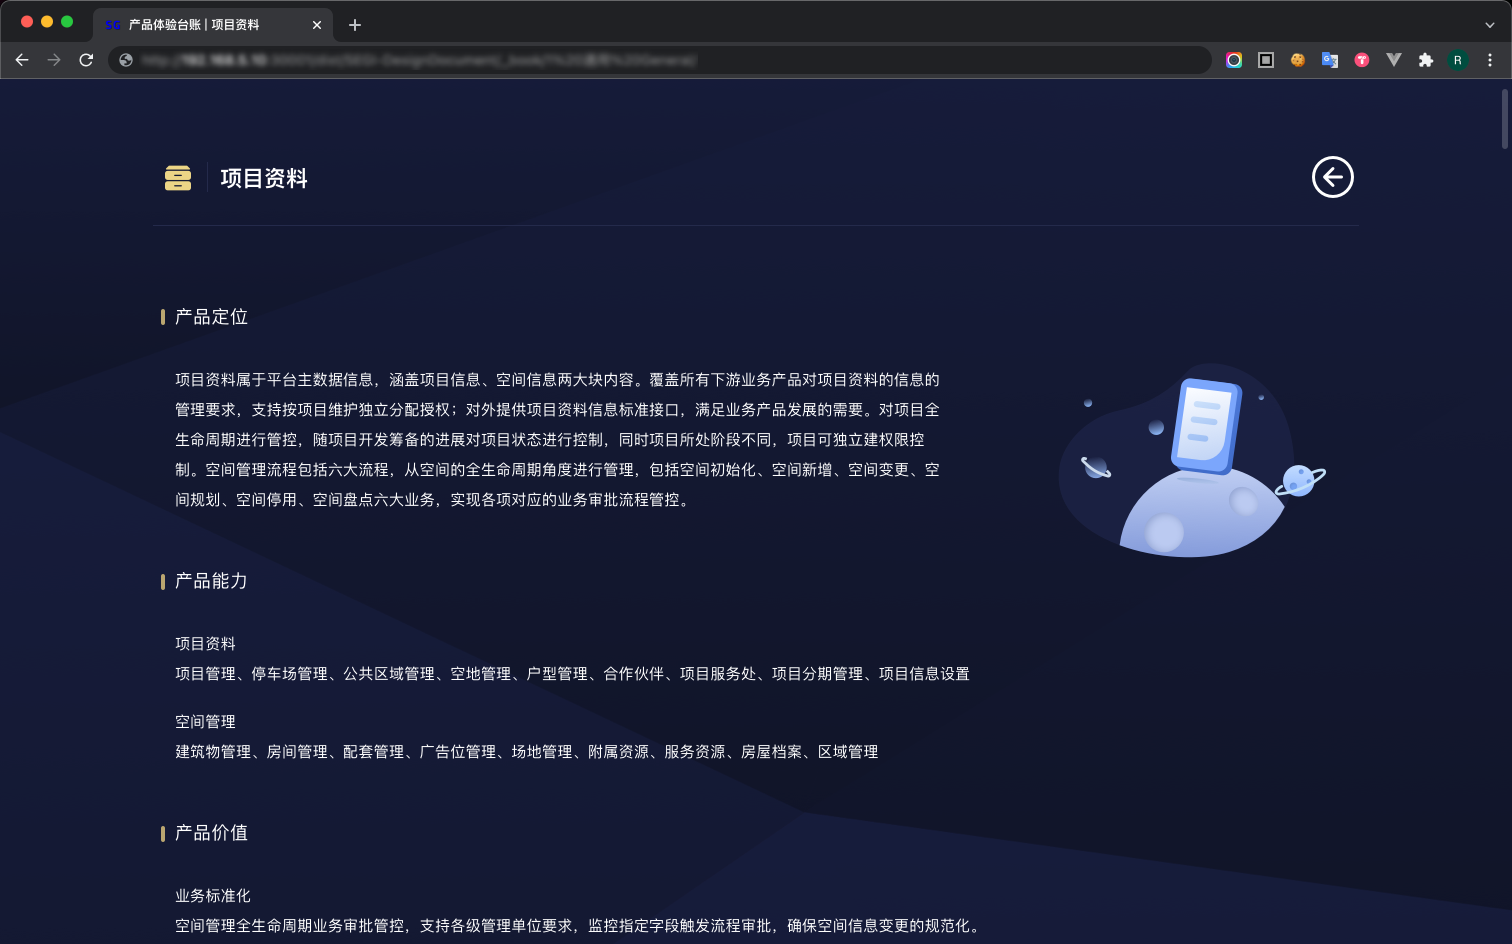 SG 产品体验台账 | 项目资料
R
项目资料
产品定位
项目资料属于平台主数据信息，涵盖项目信息、空间信息两大块内容。覆盖所有下游业务产品对项目资料的信息的
管理要求，支持按项目维护独立分配授权；对外提供项目资料信息标准接口，满足业务产品发展的需要。对项目全
生命周期进行管控，随项目开发筹备的进展对项目状态进行控制，同时项目所处阶段不同，项目可独立建权限控
制。空间管理流程包括六大流程，从空间的全生命周期角度进行管理，包括空间初始化、空间新增、空间变更、空
间规划、空间停用、空间盘点六大业务，实现各项对应的业务审批流程管控。
产品能力
项目资料
项目管理、停车场管理、公共区域管理、空地管理、户型管理、合作伙伴、项目服务处、项目分期管理、项目信息设置
空间管理
建筑物管理、房间管理、配套管理、广告位管理、场地管理、附属资源、服务资源、房屋档案、区域管理
产品价值
业务标准化
空间管理全生命周期业务审批管控，支持各级管理单位要求，监控指定字段触发流程审批，确保空间信息变更的规范化。